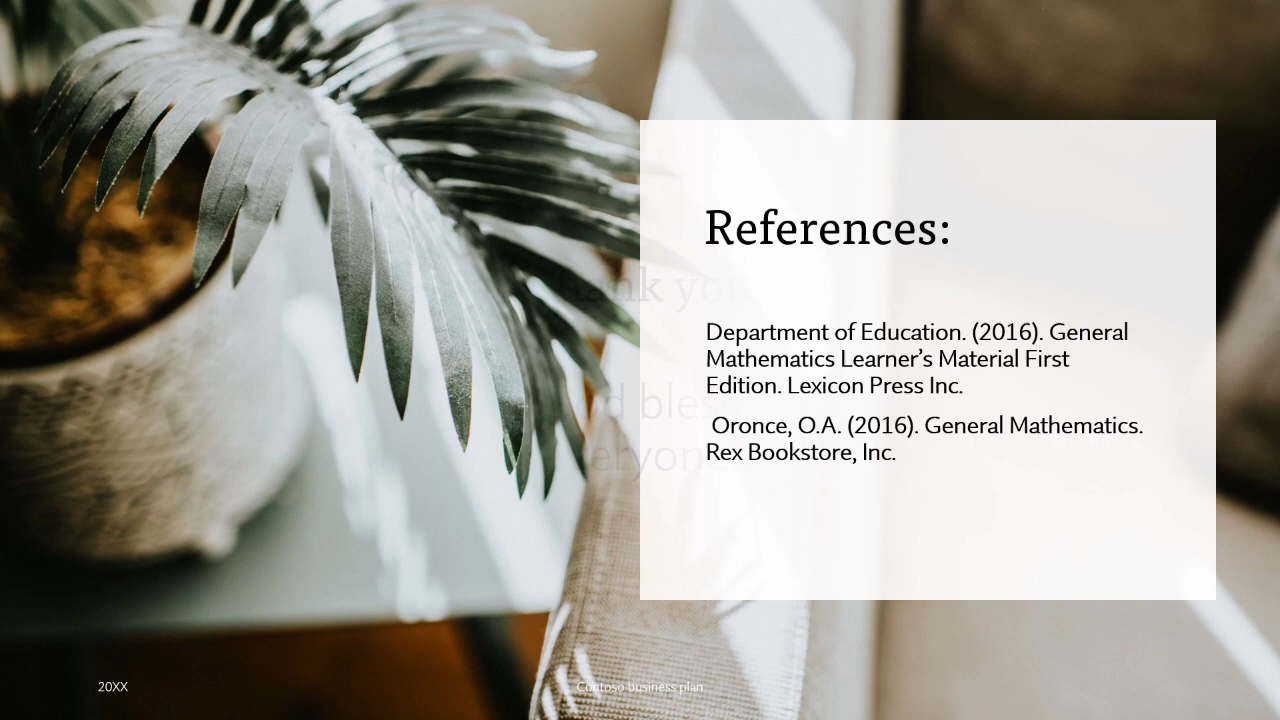 References:
Department of Education. (2016). General
Mathematics Learner’s Material First
Edition. Lexicon Press Inc.
Oronce, O.A. (2016). General Mathematics.
Rex Bookstore, Inc.
20XX
Contoso business plan